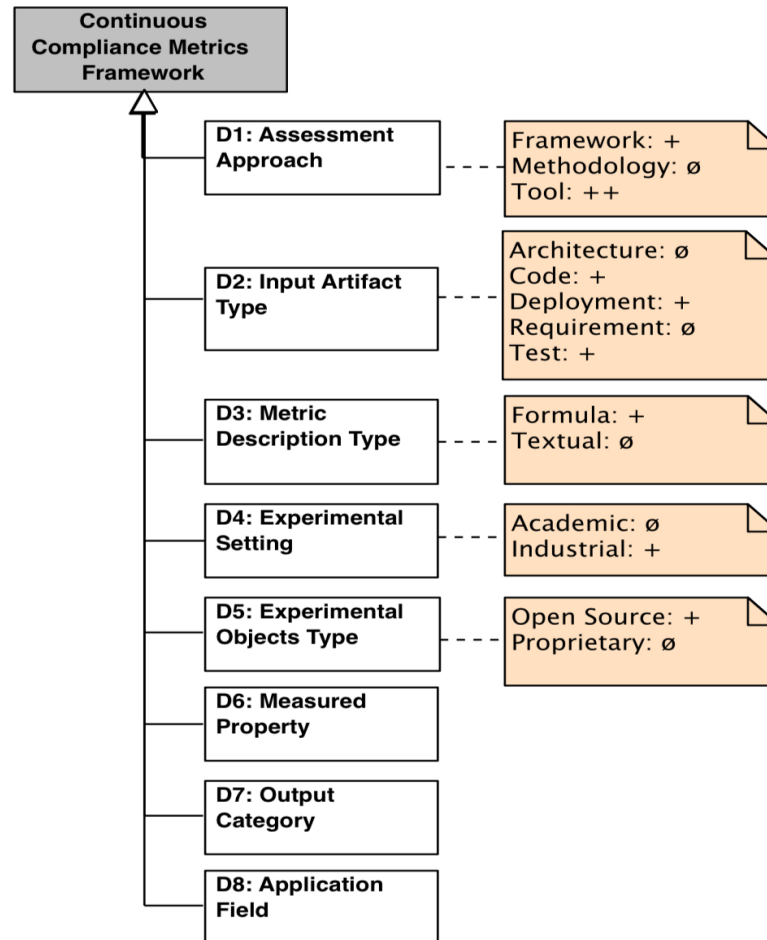 Continuous
Compliance Metrics
Framework
D1: Assessment
Approach
Framework: +
Methodology: ø
Tool: ++
D2: Input Artifact
Type
Architecture: ø
Code: +
Deployment: +
Requirement: ø
Test: +
D3: Metric
Description Type
Formula: +
Textual: ø
D4: Experimental
Setting
Academic: ø
Industrial: +
D5: Experimental
Objects Type
Open Source: +
Proprietary: ø
D6: Measured
Property
D7: Output
Category
D8: Application
Field